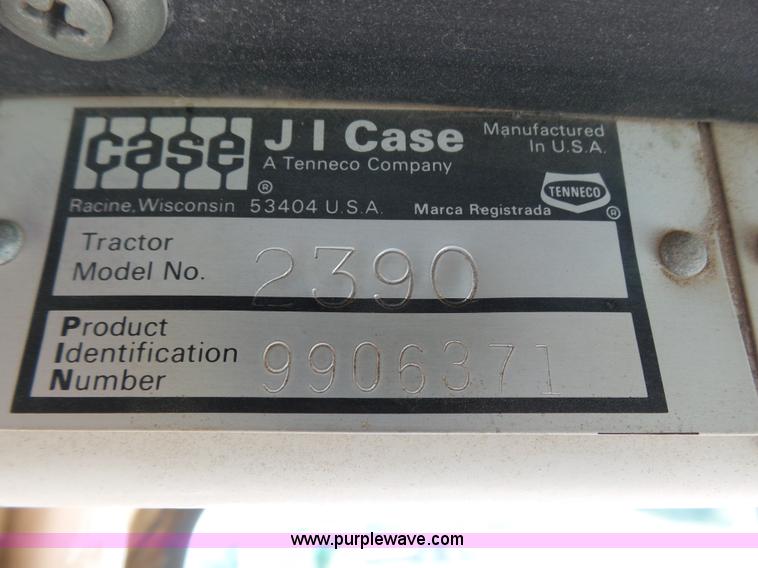 case
J I Case
A Tenneco Company
Manufactured
In U.S.A.
®
Racine, Wisconsin 53404 U.S.A.
Marca Registrada
TENNECO
®
Tractor
Model No. 2390
Product
Identification
Number 9906371
www.purplewave.com